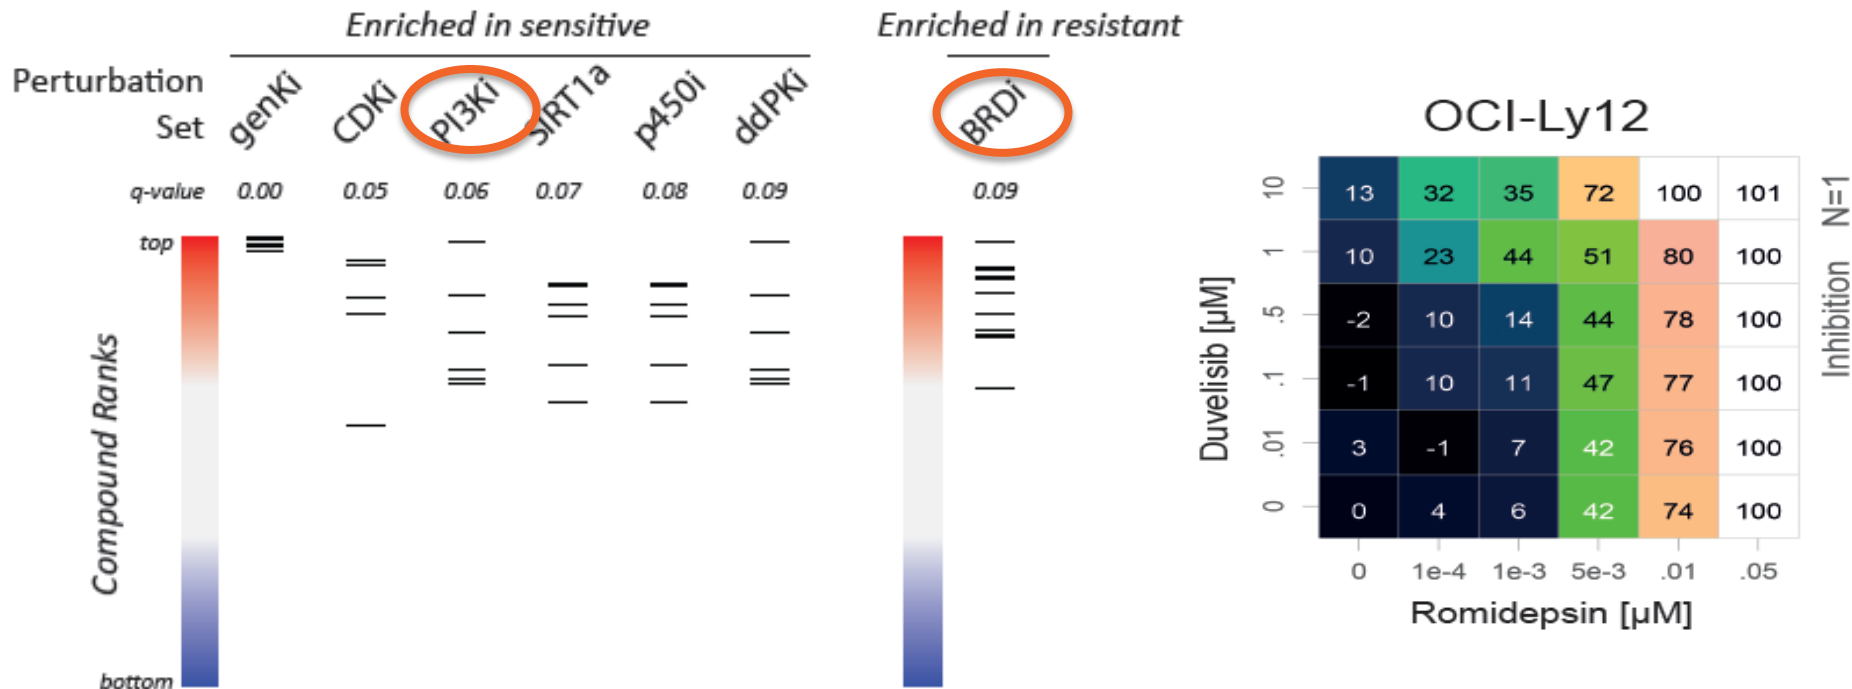 Enriched in sensitive
Enriched in resistant
Perturbation
Set
genKi
CDKi
PI3Ki
SIRT1a
p450i
ddPKi
BRDi
q-value 0.00 0.05 0.06 0.07 0.08 0.09 0.09
top
bottom
Compound Ranks
OCI-Ly12
10 13 32 35 72 100 101
1 10 23 44 51 80 100
.5 -2 10 14 44 78 100
.1 -1 10 11 47 77 100
.01 3 -1 7 42 76 100
0 0 4 6 42 74 100
0 1e-4 1e-3 5e-3 .01 .05
Romidepsin [µM]
Duvelisib [µM]
Inhibition N=1